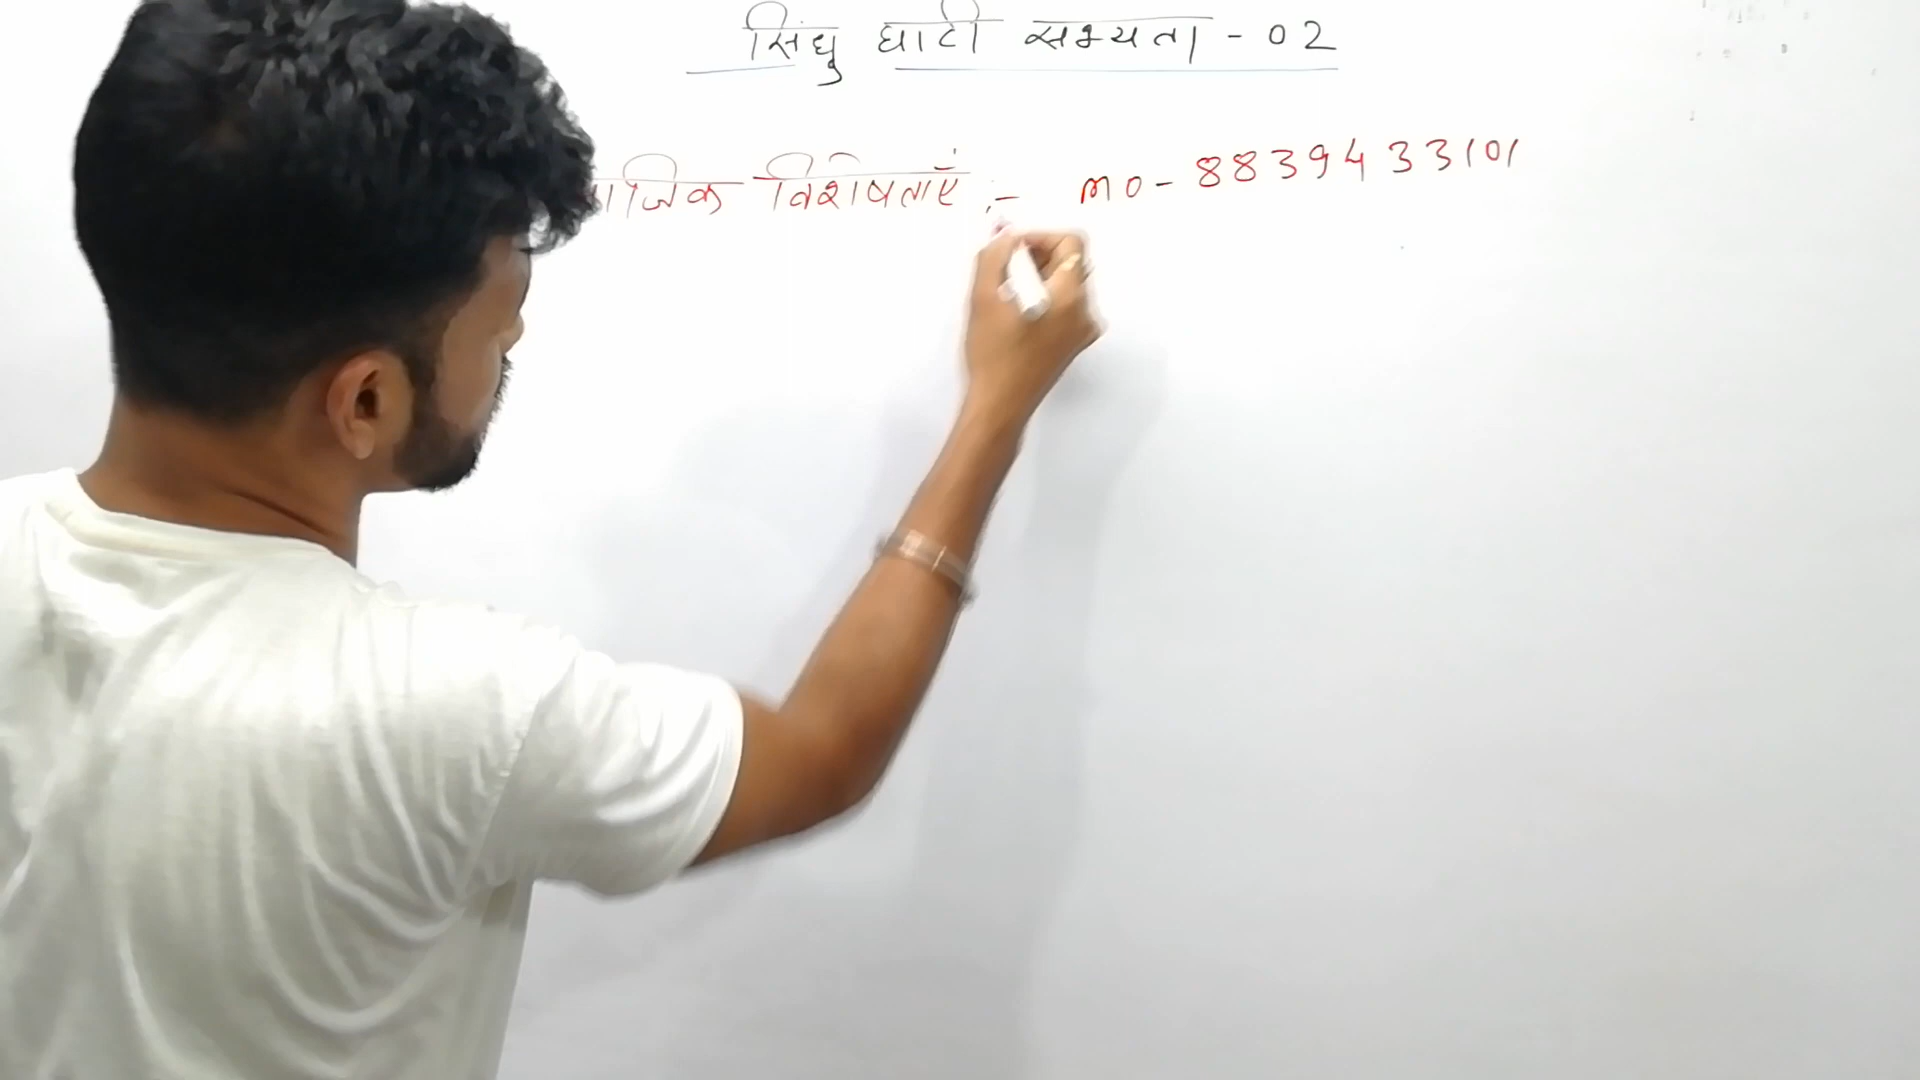 सिंधु घाटी सभ्यता - 02
ाजिक विशेषताएं :- mo - 8839433101